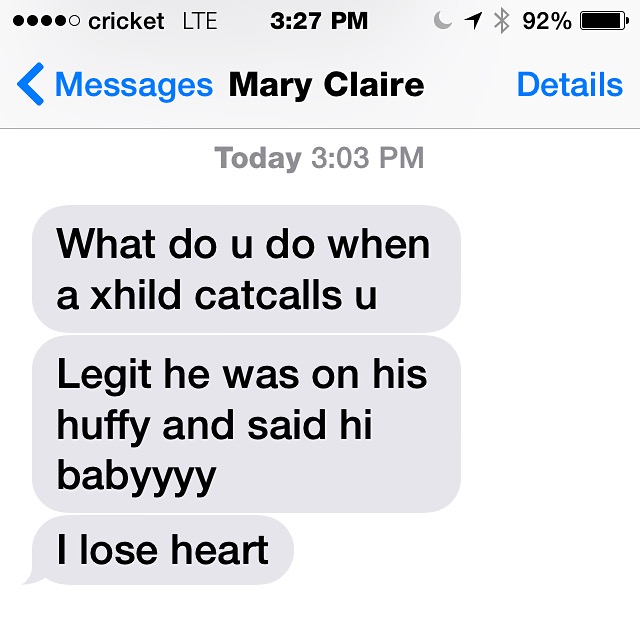 cricket LTE 3:27 PM 92%
Messages Mary Claire Details
Today 3:03 PM
What do u do when
a xhild catcalls u
Legit he was on his
huffy and said hi
babyyyy
I lose heart